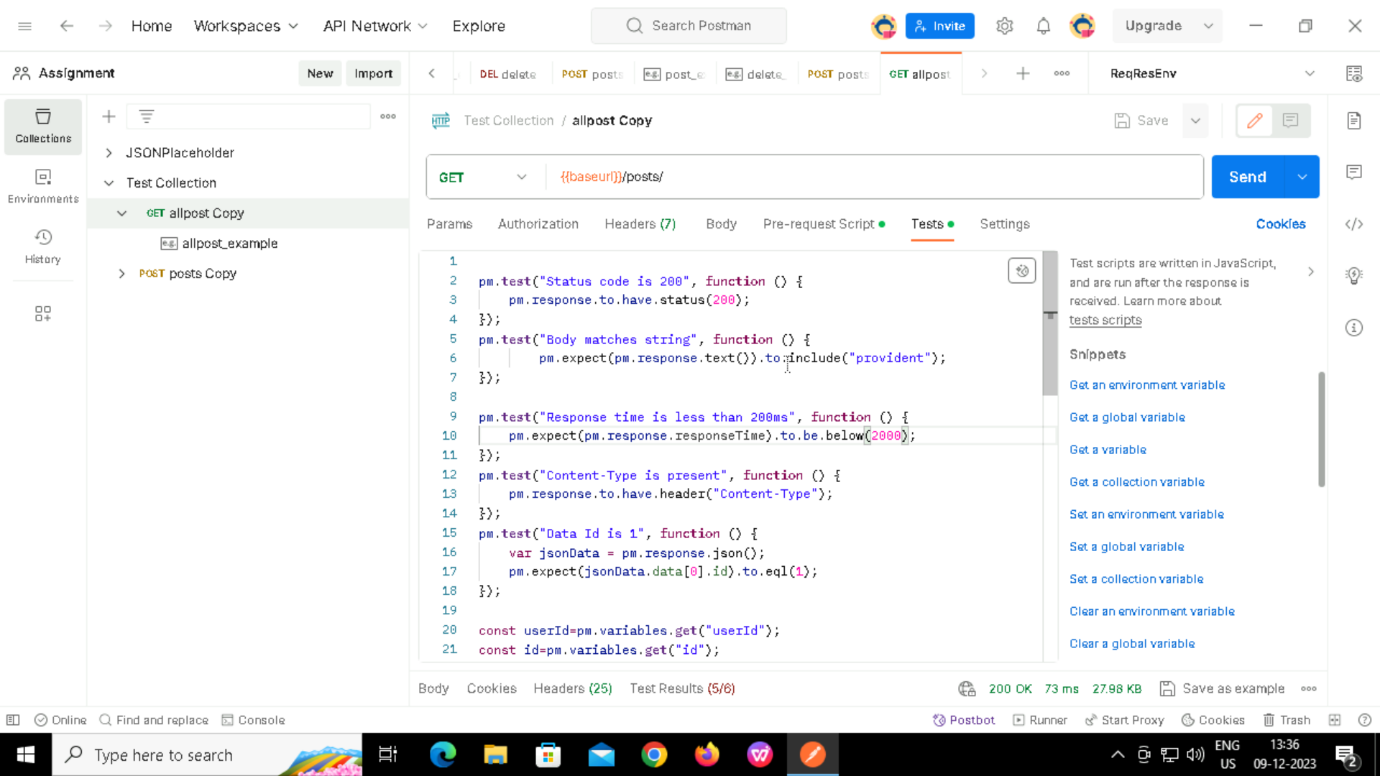 Home Workspaces API Network Explore Search Postman Invite Upgrade
Assignment New Import DEL delete POST posts post_e delete_ POST posts GET allpost ReqResEnv
Collections
Environments
History
JSONPlaceholder
Test Collection
GET allpost Copy
e.g. allpost_example
POST posts Copy
HTTP Test Collection / allpost Copy Save
GET {{baseurl}}/posts/ Send
Params Authorization Headers (7) Body Pre-request Script Tests Settings Cookies
1
2 pm.test("Status code is 200", function () {
3 pm.response.to.have.status(200);
4 });
5 pm.test("Body matches string", function () {
6 pm.expect(pm.response.text()).to.include("provident");
7 });
8
9 pm.test("Response time is less than 200ms", function () {
10 pm.expect(pm.response.responseTime).to.be.below(2000);
11 });
12 pm.test("Content-Type is present", function () {
13 pm.response.to.have.header("Content-Type");
14 });
15 pm.test("Data Id is 1", function () {
16 var jsonData = pm.response.json();
17 pm.expect(jsonData.data[0].id).to.eql(1);
18 });
19
20 const userId=pm.variables.get("userId");
21 const id=pm.variables.get("id");
Test scripts are written in JavaScript,
and are run after the response is
received. Learn more about
tests scripts
Snippets
Get an environment variable
Get a global variable
Get a variable
Get a collection variable
Set an environment variable
Set a global variable
Set a collection variable
Clear an environment variable
Clear a global variable
Body Cookies Headers (25) Test Results (5/6) 200 OK 73 ms 27.98 KB Save as example
Online Find and replace Console Postbot Runner Start Proxy Cookies Trash
Type here to search ENG US 13:36 09-12-2023 2